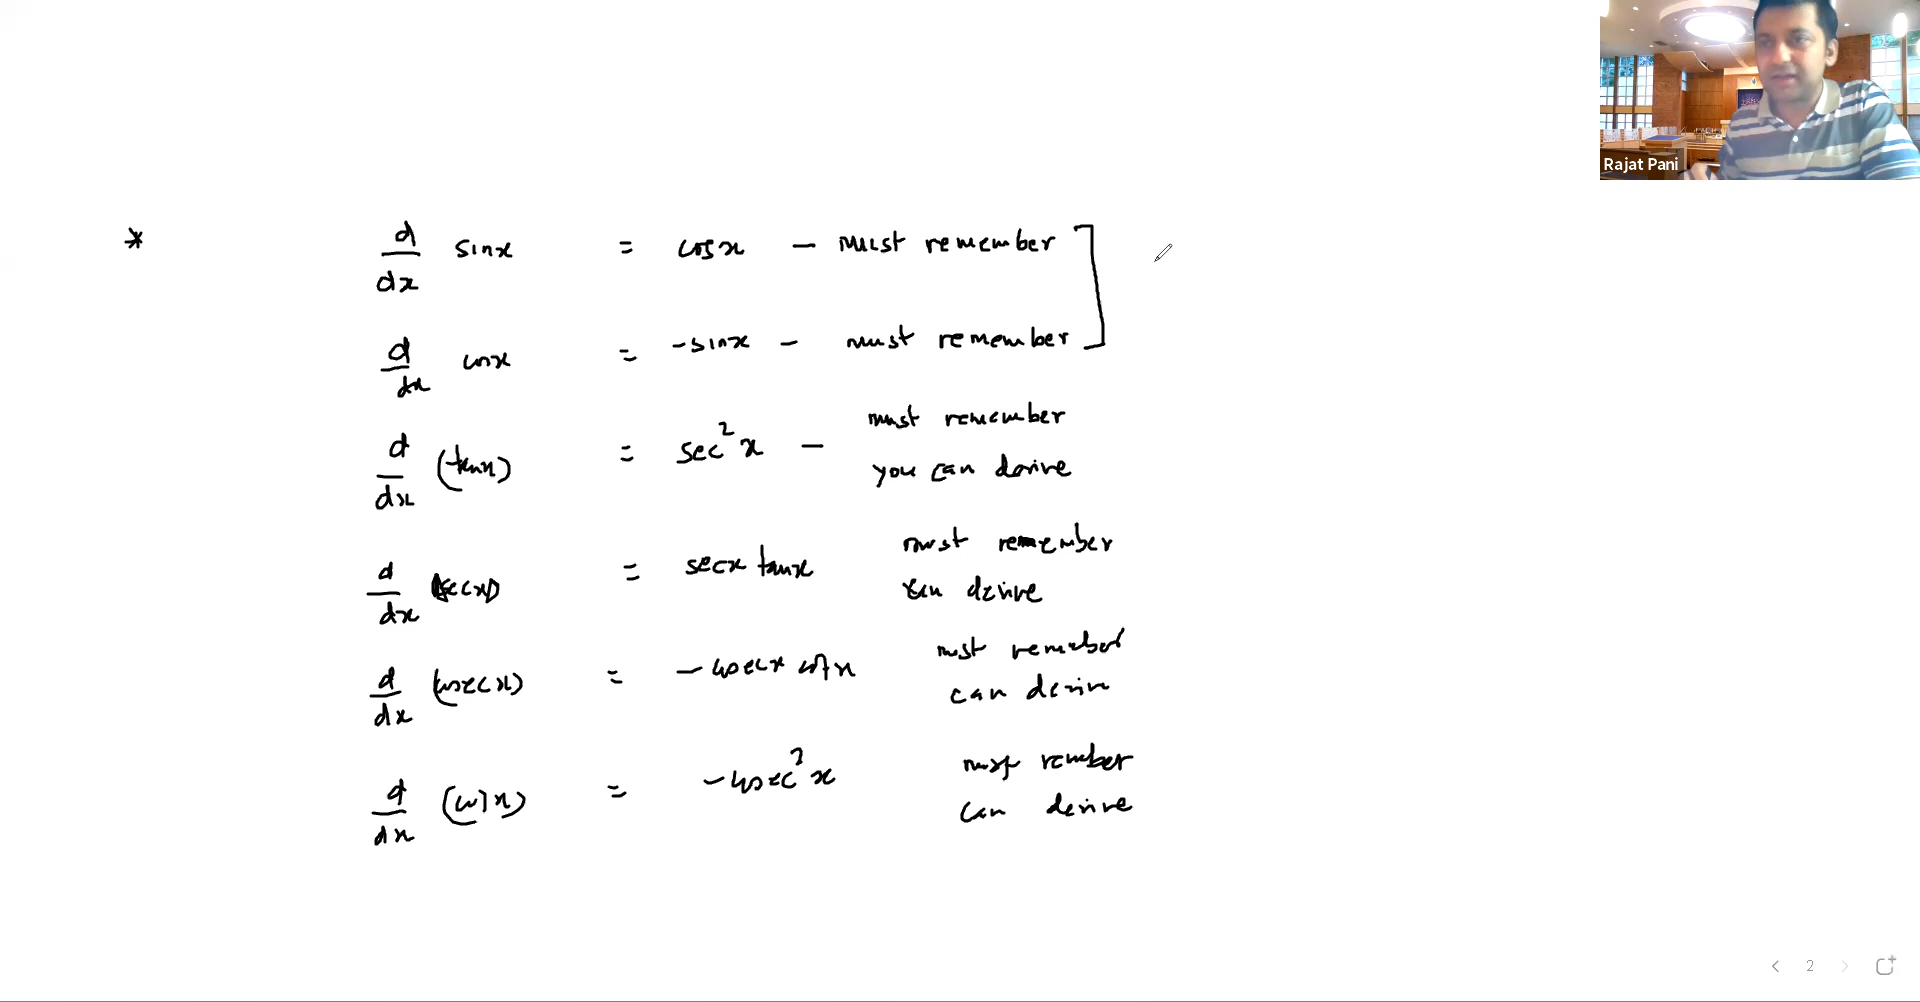 Rajat Pani
* d/dx sinx = cosx - must remember
d/dx cosx = -sinx - must remember
d/dx (tanx) = sec²x - must remember
you can derive
d/dx (secx) = secx tanx must remember
can derive
d/dx (cosecx) = -cosecx cotx must remember
can derive
d/dx (cotx) = -cosec²x must remember
can derive
2